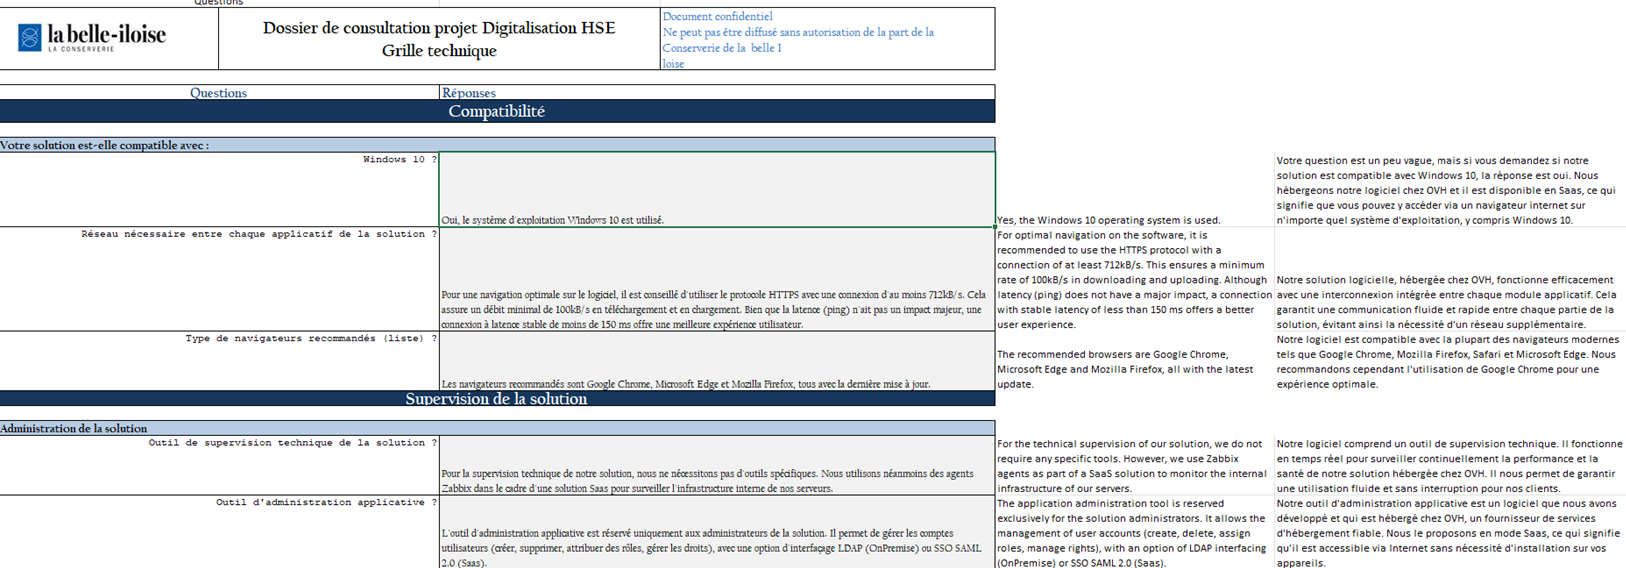 Questions
la belle-iloise
LA CONSERVERIE
Dossier de consultation projet Digitalisation HSE
Grille technique
Document confidentiel
Ne peut pas être diffusé sans autorisation de la part de la
Conserverie de la belle I
loise
Questions
Réponses
Compatibilité
Votre solution est-elle compatible avec :
Windows 10 ?
Oui, le système d'exploitation Windows 10 est utilisé.
Yes, the Windows 10 operating system is used.
Votre question est un peu vague, mais si vous demandez si notre
solution est compatible avec Windows 10, la réponse est oui. Nous
hébergeons notre logiciel chez OVH et il est disponible en Saas, ce qui
signifie que vous pouvez y accéder via un navigateur internet sur
n'importe quel système d'exploitation, y compris Windows 10.
Réseau nécessaire entre chaque applicatif de la solution ?
Pour une navigation optimale sur le logiciel, il est conseillé d'utiliser le protocole HTTPS avec une connexion d'au moins 712kB/s. Cela
assure un débit minimal de 100kB/s en téléchargement et en chargement. Bien que la latence (ping) n'ait pas un impact majeur, une
connexion à latence stable de moins de 150 ms offre une meilleure expérience utilisateur.
For optimal navigation on the software, it is
recommended to use the HTTPS protocol with a
connection of at least 712kB/s. This ensures a minimum
rate of 100kB/s in downloading and uploading. Although
latency (ping) does not have a major impact, a connection
with stable latency of less than 150 ms offers a better
user experience.
Notre solution logicielle, hébergée chez OVH, fonctionne efficacement
avec une interconnexion intégrée entre chaque module applicatif. Cela
garantit une communication fluide et rapide entre chaque partie de la
solution, évitant ainsi la nécessité d'un réseau supplémentaire.
Type de navigateurs recommandés (liste) ?
Les navigateurs recommandés sont Google Chrome, Microsoft Edge et Mozilla Firefox, tous avec la dernière mise à jour.
The recommended browsers are Google Chrome,
Microsoft Edge and Mozilla Firefox, all with the latest
update.
Notre logiciel est compatible avec la plupart des navigateurs modernes
tels que Google Chrome, Mozilla Firefox, Safari et Microsoft Edge. Nous
recommandons cependant l'utilisation de Google Chrome pour une
expérience optimale.
Supervision de la solution
Administration de la solution
Outil de supervision technique de la solution ?
Pour la supervision technique de notre solution, nous ne nécessitons pas d'outils spécifiques. Nous utilisons néanmoins des agents
Zabbix dans le cadre d'une solution Saas pour surveiller l'infrastructure interne de nos serveurs.
For the technical supervision of our solution, we do not
require any specific tools. However, we use Zabbix
agents as part of a SaaS solution to monitor the internal
infrastructure of our servers.
Notre logiciel comprend un outil de supervision technique. Il fonctionne
en temps réel pour surveiller continuellement la performance et la
santé de notre solution hébergée chez OVH. Il nous permet de garantir
une utilisation fluide et sans interruption pour nos clients.
Outil d'administration applicative ?
L'outil d'administration applicative est réservé uniquement aux administrateurs de la solution. Il permet de gérer les comptes
utilisateurs (créer, supprimer, attribuer des rôles, gérer les droits), avec une option d'interfaçage LDAP (OnPremise) ou SSO SAML
2.0 (Saas).
The application administration tool is reserved
exclusively for the solution administrators. It allows the
management of user accounts (create, delete, assign
roles, manage rights), with an option of LDAP interfacing
(OnPremise) or SSO SAML 2.0 (Saas).
Notre outil d'administration applicative est un logiciel que nous avons
développé et qui est hébergé chez OVH, un fournisseur de services
d'hébergement fiable. Nous le proposons en mode Saas, ce qui signifie
qu'il est accessible via Internet sans nécessité d'installation sur vos
appareils.